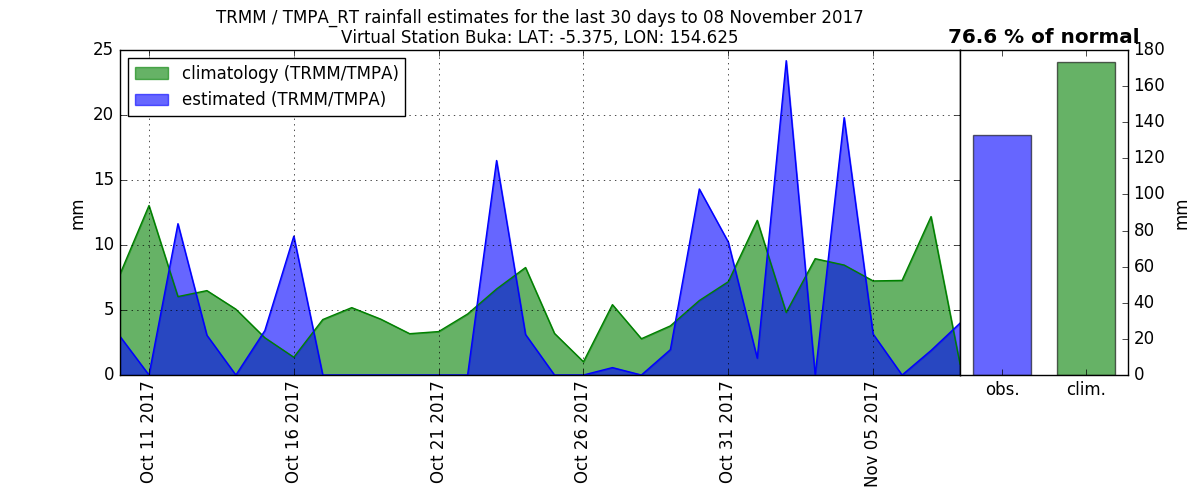 TRMM / TMPA_RT rainfall estimates for the last 30 days to 08 November 2017
Virtual Station Buka: LAT: -5.375, LON: 154.625
76.6 % of normal
climatology (TRMM/TMPA)
estimated (TRMM/TMPA)
25
20
15
10
5
0
mm
Oct 11 2017
Oct 16 2017
Oct 21 2017
Oct 26 2017
Oct 31 2017
Nov 05 2017
180
160
140
120
100
80
60
40
20
0
mm
obs.
clim.